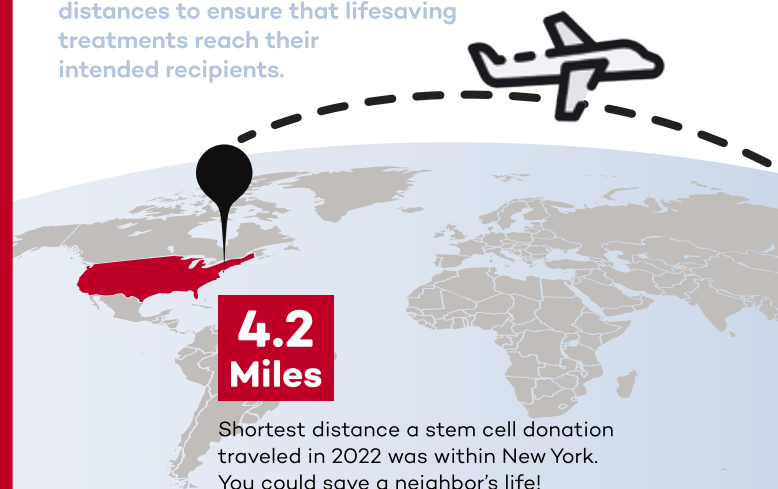 distances to ensure that lifesaving
treatments reach their
intended recipients.
4.2
Miles
Shortest distance a stem cell donation
traveled in 2022 was within New York.
You could save a neighbor's life!